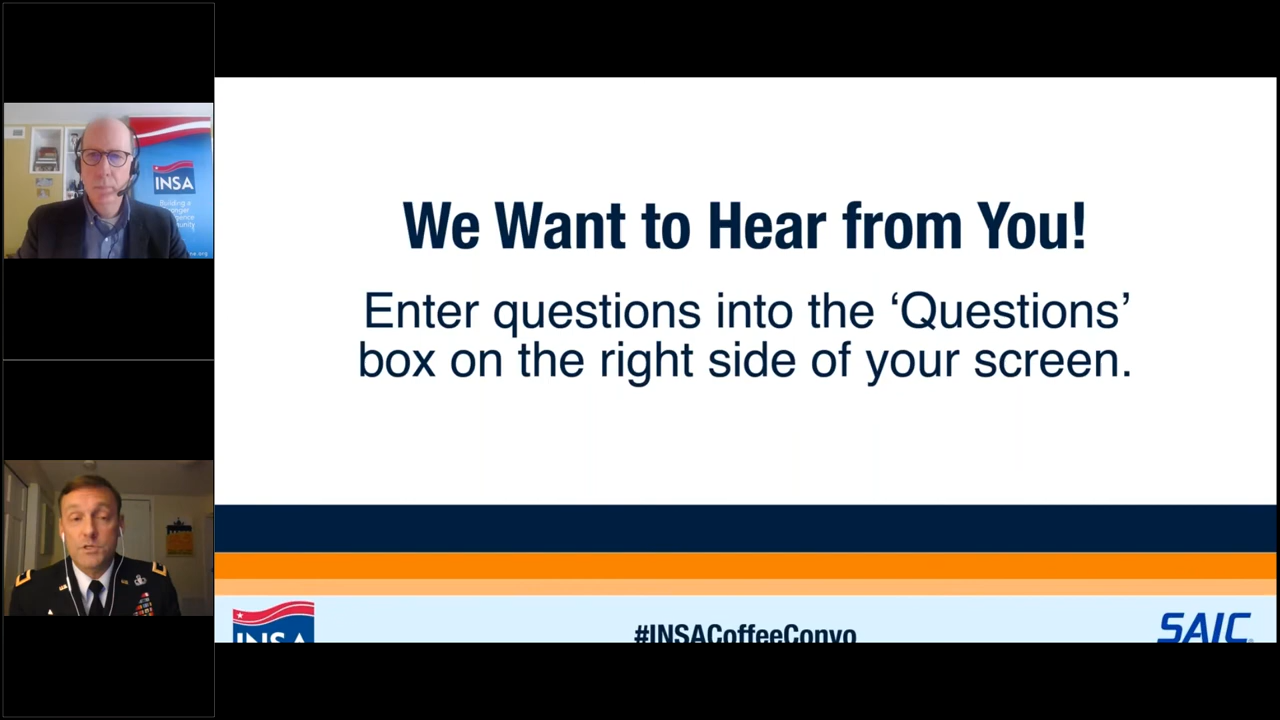 INSA
Building a
We Want to Hear from You!
Enter questions into the ‘Questions’
box on the right side of your screen.
INSA
#INSACoffeeConvo
SAIC